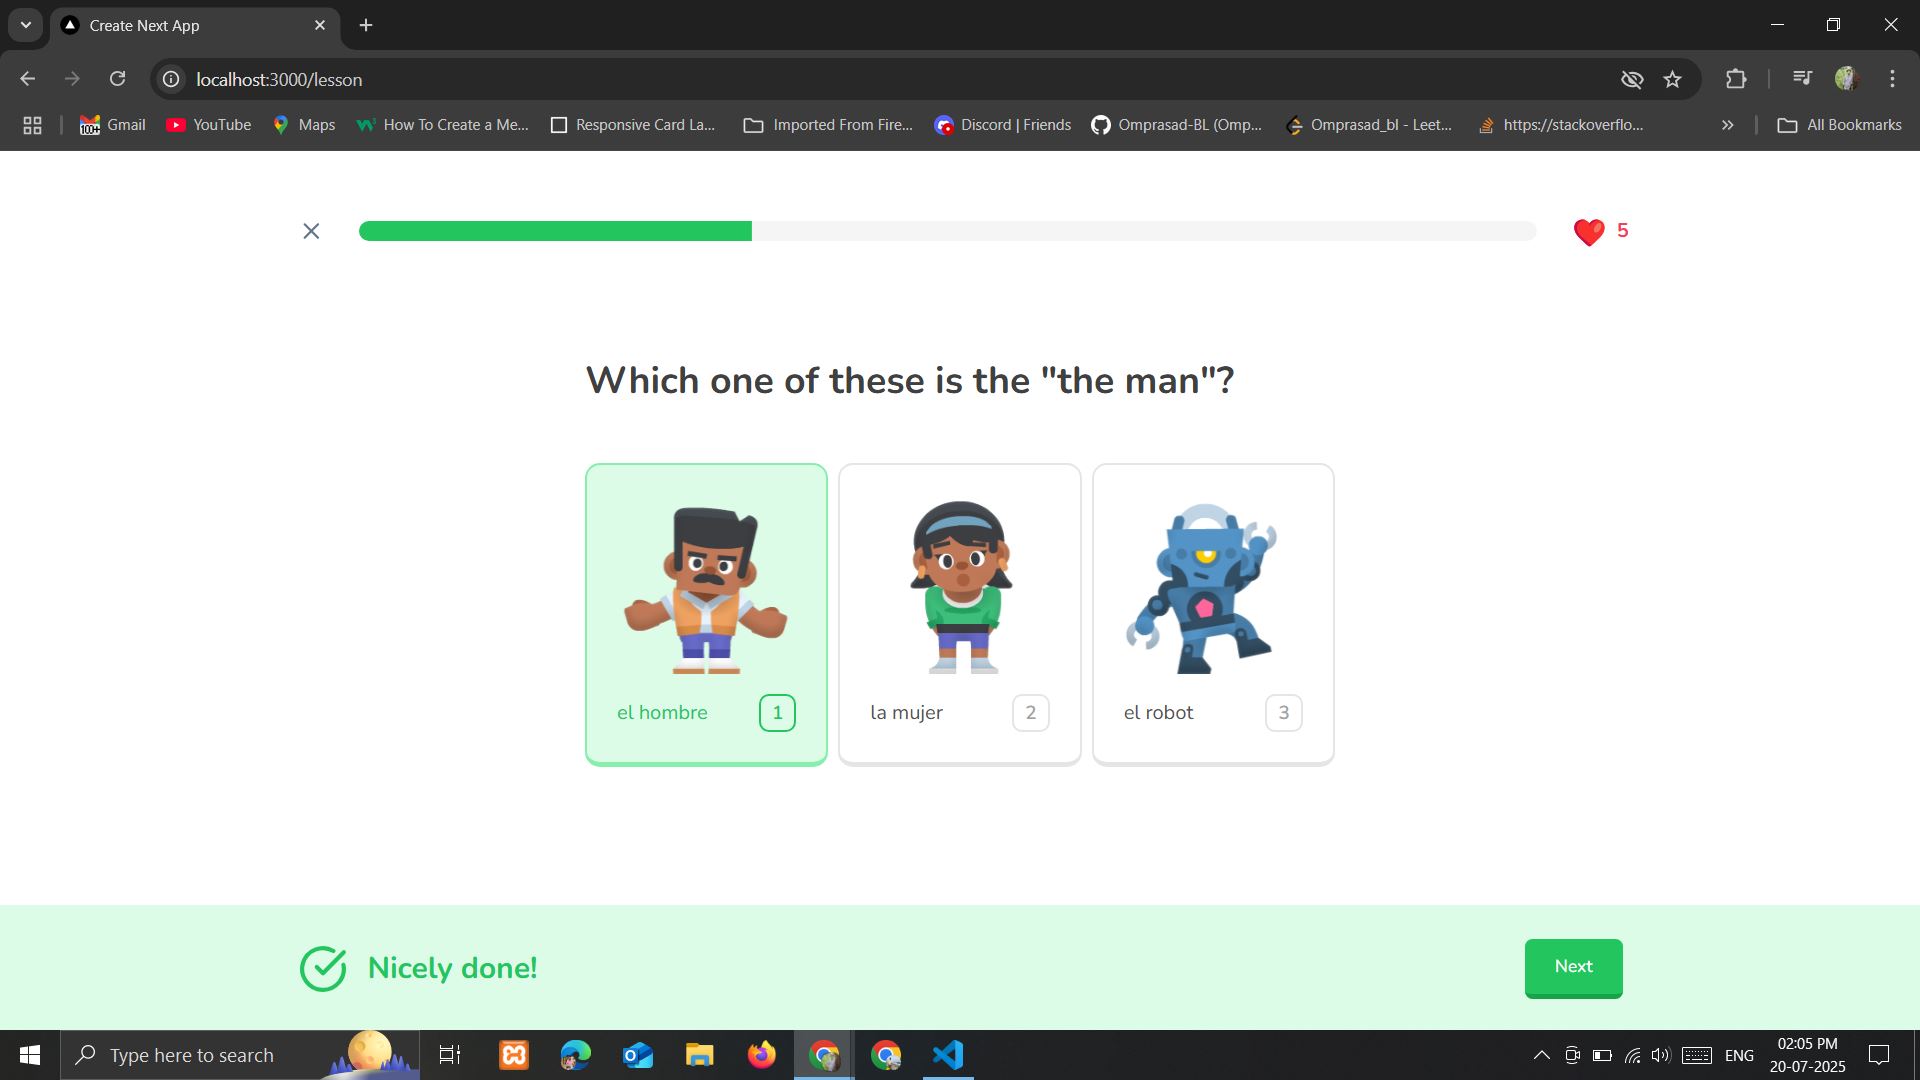 Create Next App
localhost:3000/lesson
Gmail YouTube Maps How To Create a Me... Responsive Card La... Imported From Fire... Discord | Friends Omprasad-BL (Omp... Omprasad_bl - Leet... https://stackoverflo... » All Bookmarks
5
Which one of these is the "the man"?
el hombre 1 la mujer 2 el robot 3
Nicely done! Next
Type here to search
ENG
02:05 PM
20-07-2025